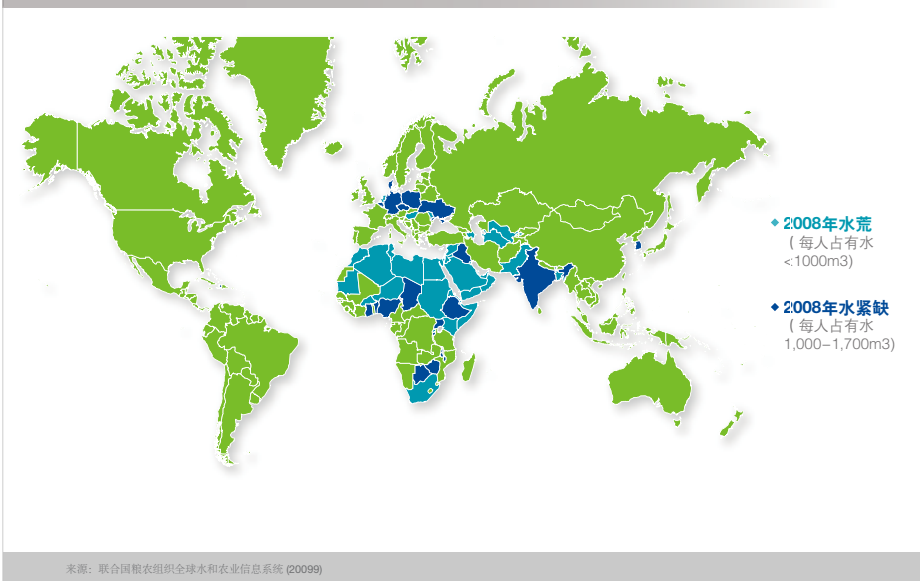 2008年水荒
( 每人占有水
<:1000m3)
2008年水紧缺
( 每人占有水
1,000–1,700m3)
来源：联合国粮农组织全球水和农业信息系统 (20099)